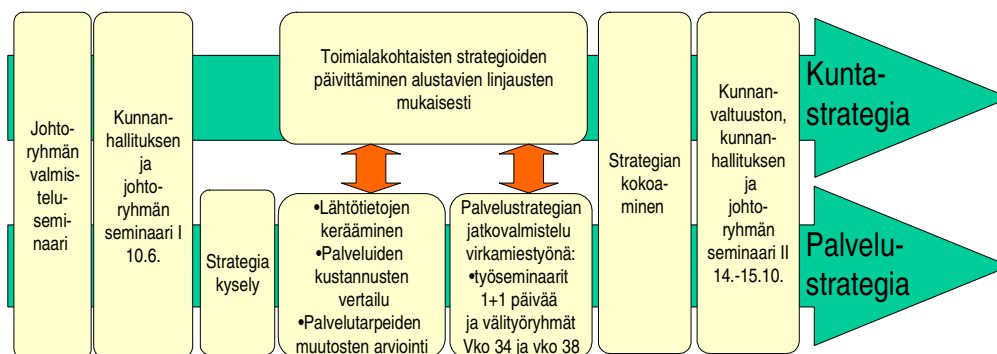 Johto-
ryhmän
valmis-
telu-
semi-
naari
Kunnan-
hallituksen
ja
johto-
ryhmän
seminaari I
10.6.
Strategia
kysely
Toimialakohtaisten strategioiden
päivittäminen alustavien linjausten
mukaisesti
•Lähtötietojen
kerääminen
•Palveluiden
kustannusten
vertailu
•Palvelutarpeiden
muutosten arviointi
Palvelustrategian
jatkovalmistelu
virkamiestyönä:
•työseminaarit
1+1 päivää
ja välityöryhmät
Vko 34 ja vko 38
Strategian
kokoa-
minen
Kunnan-
valtuuston,
kunnan-
hallituksen
ja
johto-
ryhmän
seminaari II
14.-15.10.
Kunta-
strategia
Palvelu-
strategia